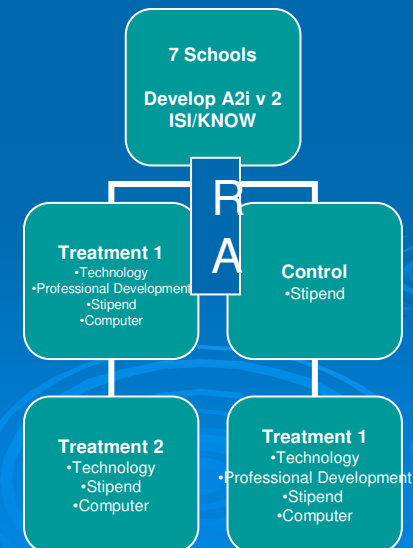 7 Schools
Develop A2i v 2
ISI/KNOW
R
A
Treatment 1
•Technology
•Professional Development
•Stipend
•Computer
Control
•Stipend
Treatment 2
•Technology
•Stipend
•Computer
Treatment 1
•Technology
•Professional Development
•Stipend
•Computer